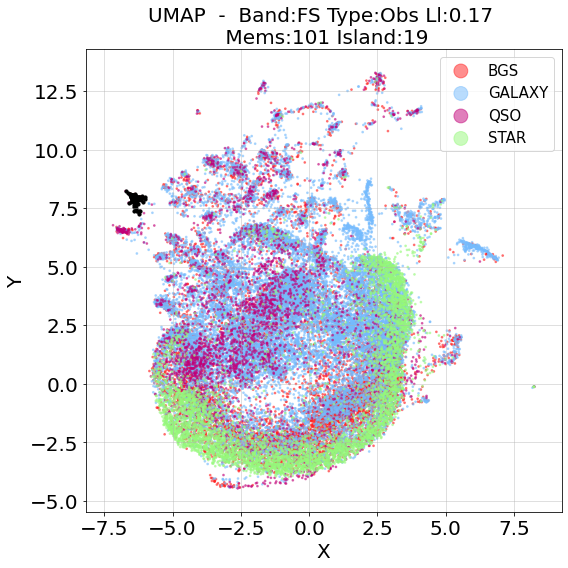 UMAP  -  Band:FS Type:Obs Ll:0.17
Mems:101 Island:19
BGS
GALAXY
QSO
STAR
12.5
10.0
7.5
5.0
2.5
0.0
−2.5
−5.0
Y
−7.5 −5.0 −2.5 0.0 2.5 5.0 7.5
X